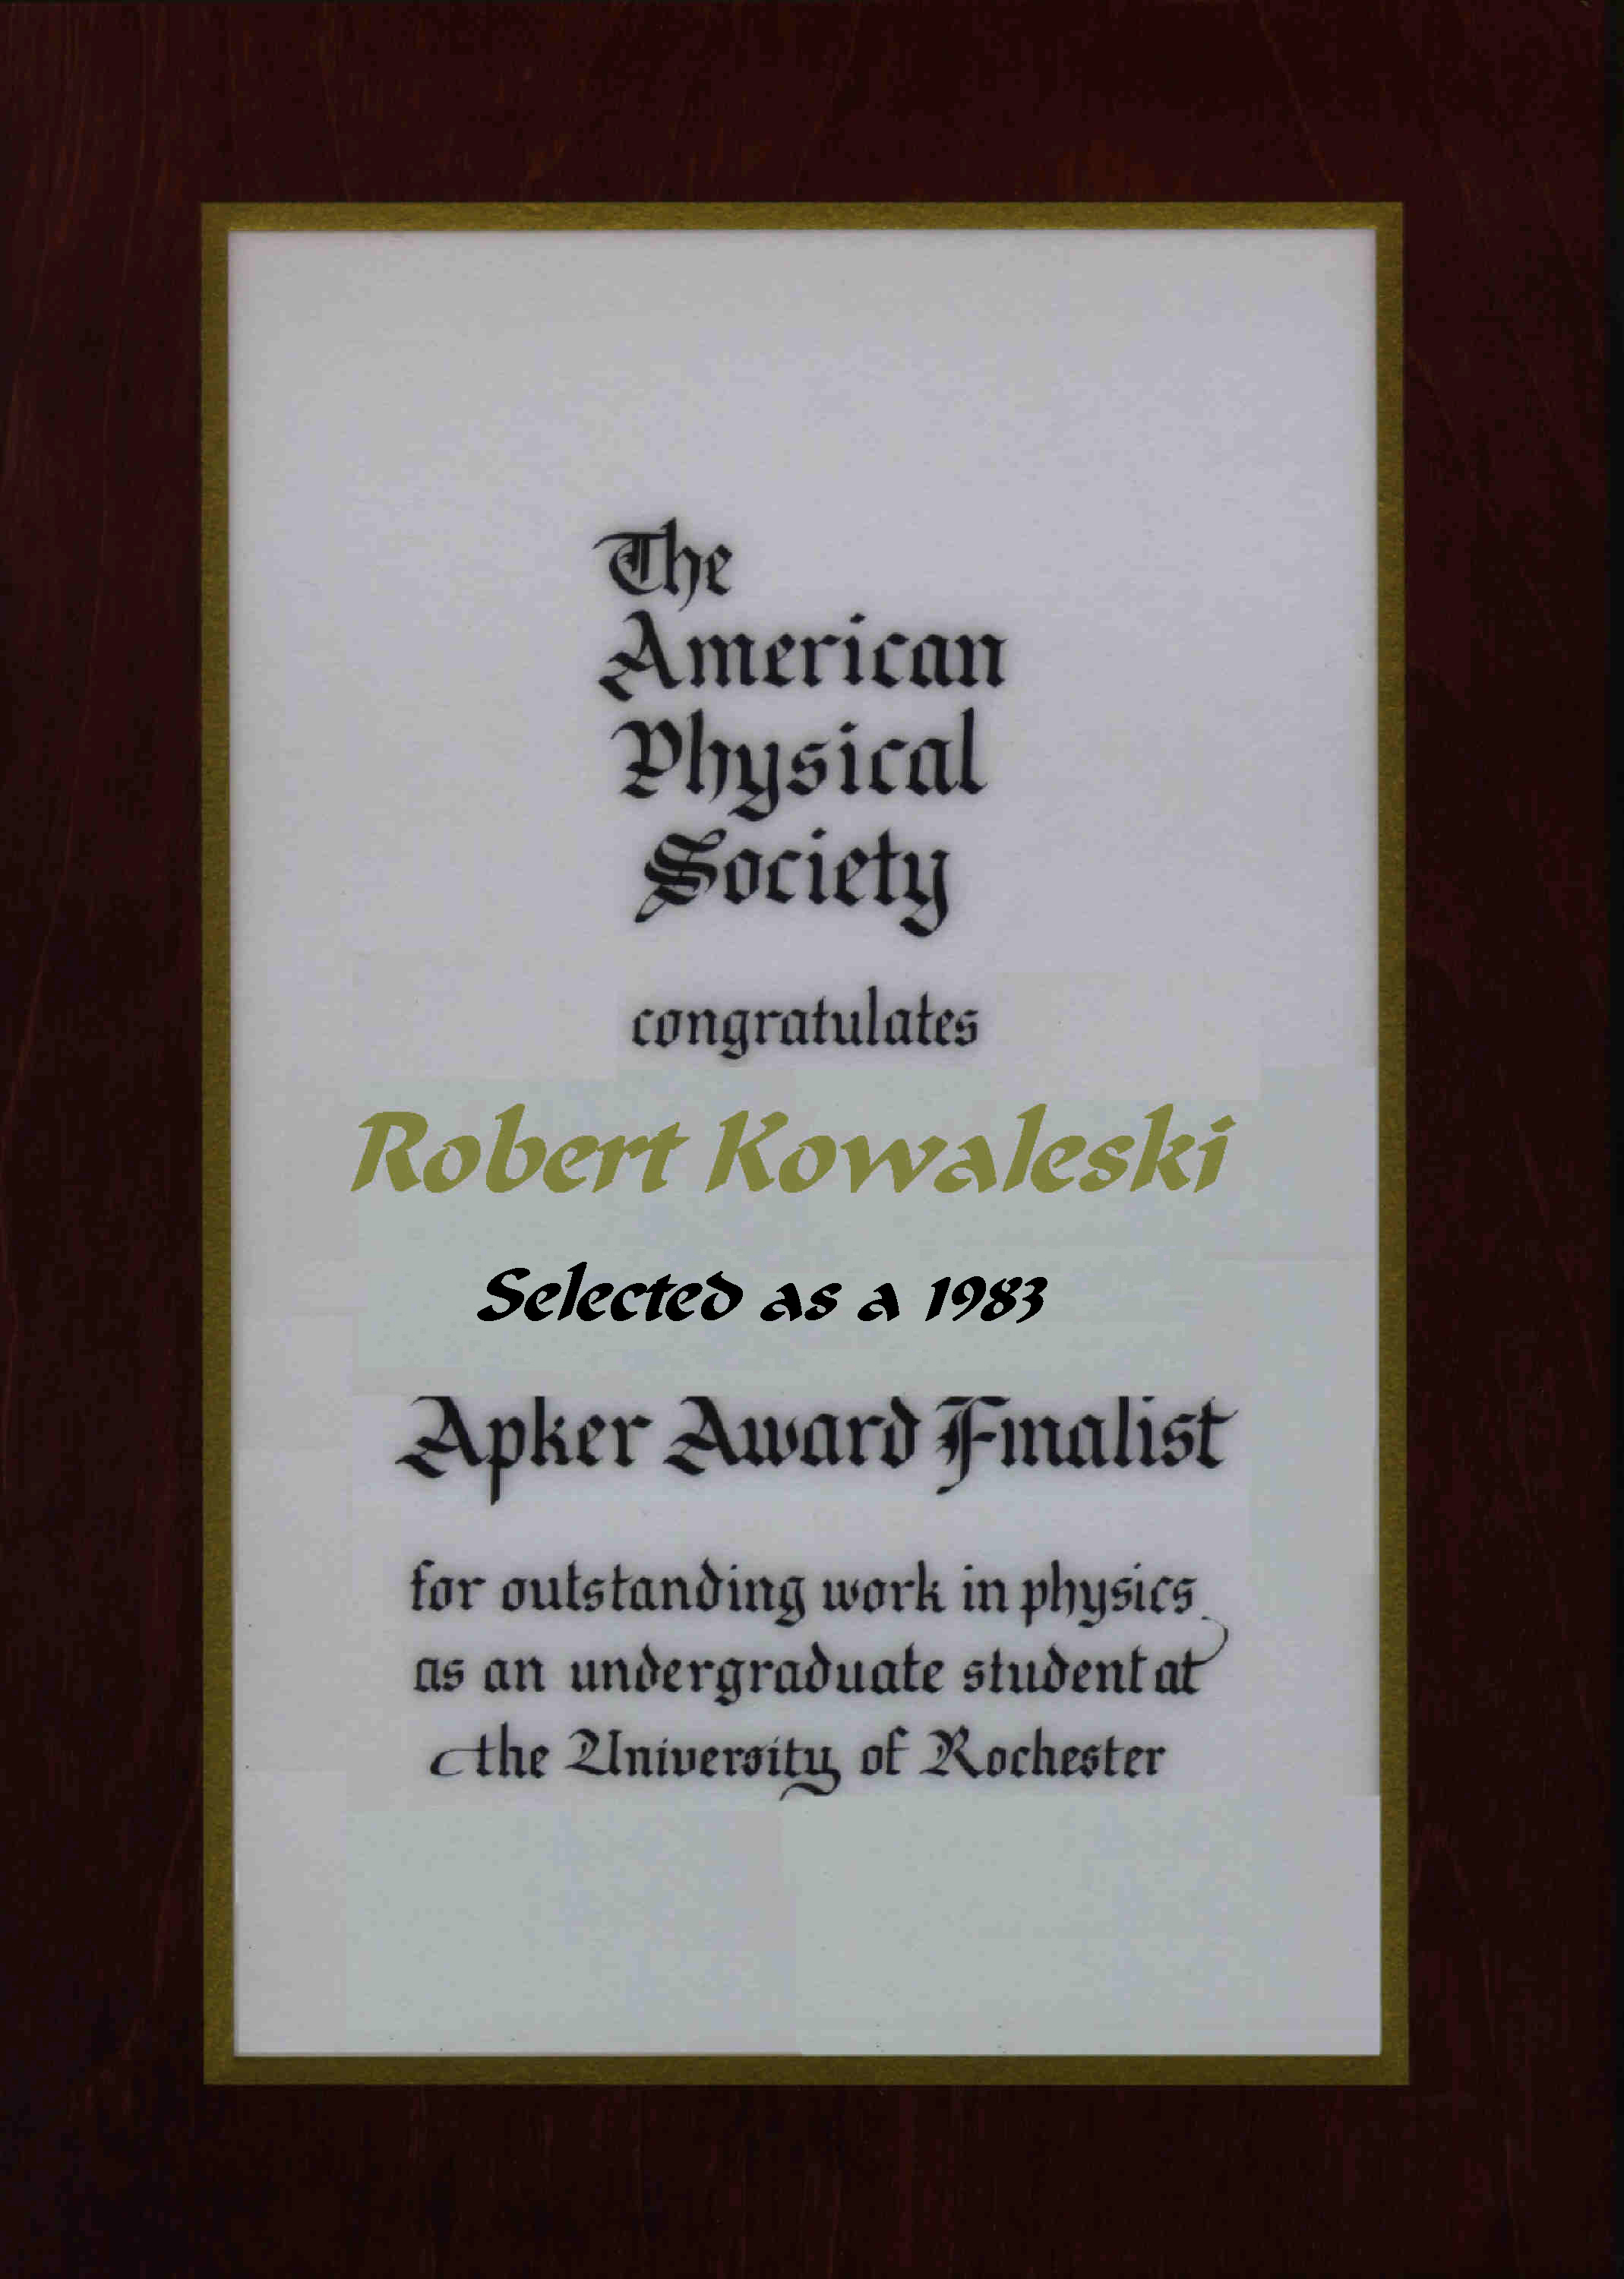 The
American
Physical
Society
congratulates
Robert Kowaleski
Selected as a 1983
Apker Award Finalist
for outstanding work in physics
as an undergraduate student at
the University of Rochester